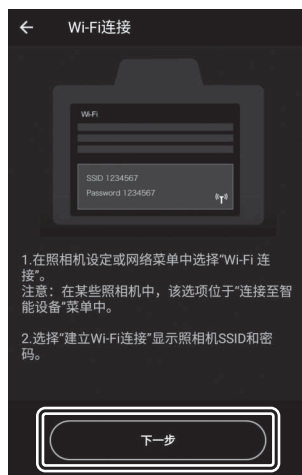 Wi-Fi连接
Wi-Fi
SSID 1234567
Password 1234567
1.在照相机设定或网络菜单中选择“Wi-Fi 连
接”。
注意：在某些照相机中，该选项位于“连接至智
能设备”菜单中。
2.选择“建立Wi-Fi连接”显示照相机SSID和密
码。
下一步